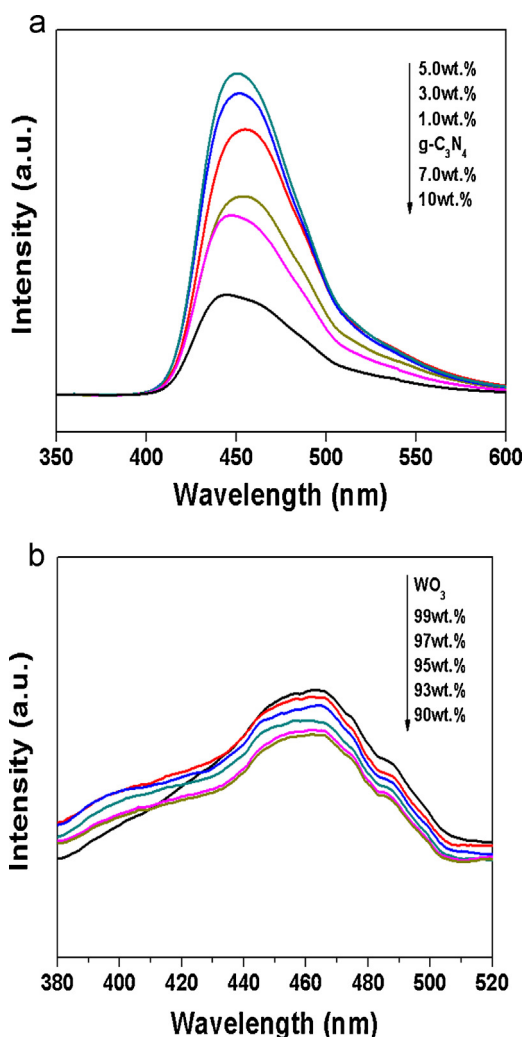 a
5.0wt.%
3.0wt.%
1.0wt.%
g-C₃N₄
7.0wt.%
10wt.%
Intensity (a.u.)
350 400 450 500 550 600
Wavelength (nm)
b
WO₃
99wt.%
97wt.%
95wt.%
93wt.%
90wt.%
Intensity (a.u.)
380 400 420 440 460 480 500 520
Wavelength (nm)